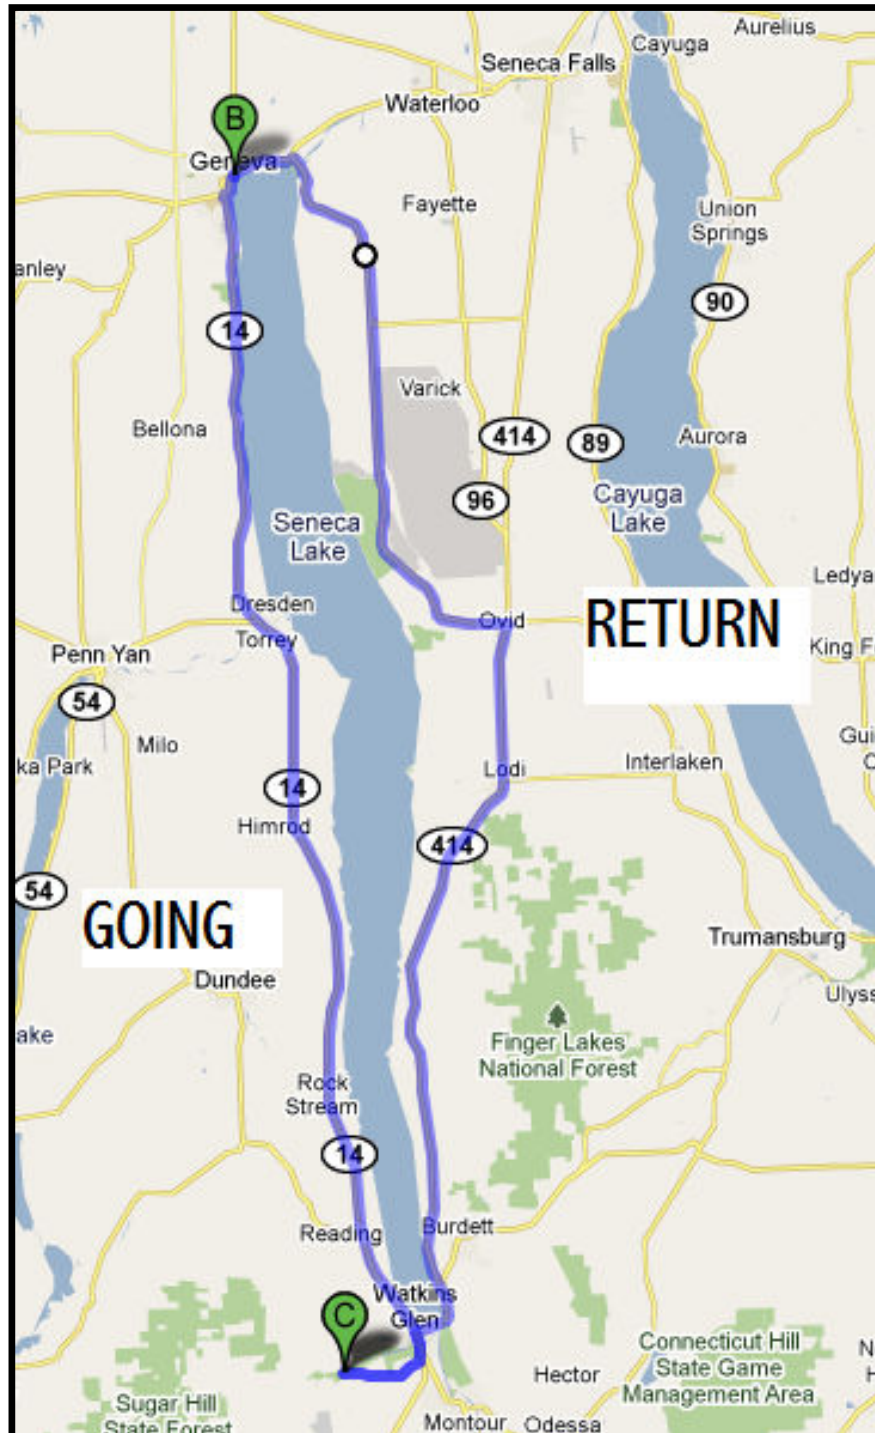 Aurelius
Cayuga
Seneca Falls
Waterloo
B
Geneva
Fayette
Union
Springs
anley
90
14
Varick
Bellona
414
89
Aurora
96
Cayuga
Lake
Seneca
Lake
Ledya
Dresden
Ovid
RETURN
Torrey
King F
Penn Yan
54
Milo
Gui
C
ka Park
Lodi
Interlaken
14
Himrod
414
54
GOING
Trumansburg
Dundee
Ulyss
ake
Finger Lakes
National Forest
Rock
Stream
14
Reading
Burdett
Watkins
Glen
C
Connecticut Hill
State Game
Management Area
N
H
Hector
Sugar Hill
State Forest
Montour
Odessa